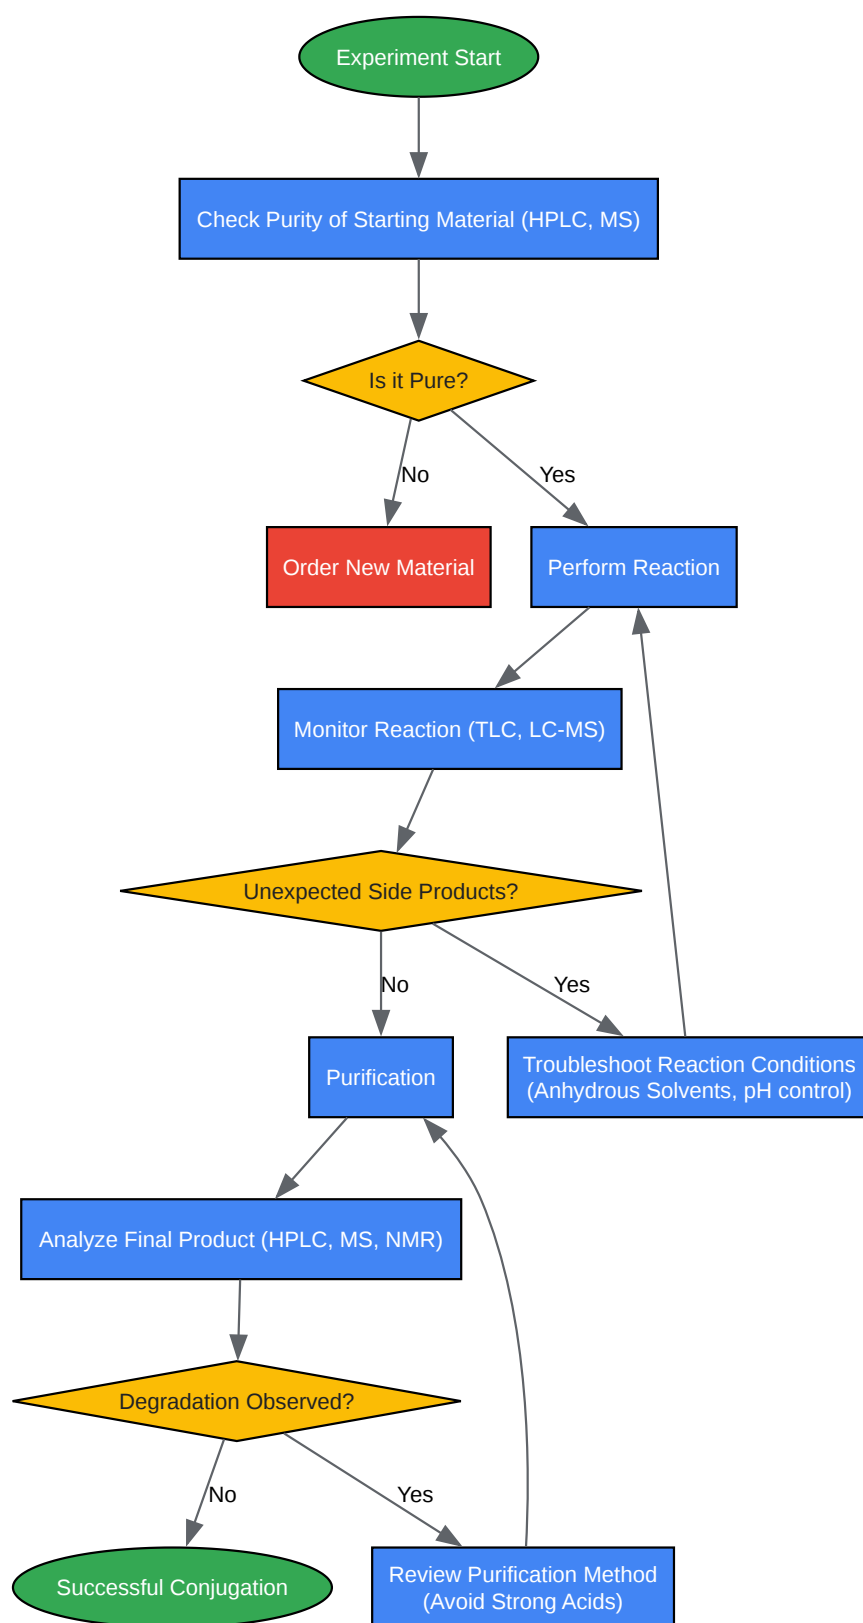 Experiment Start
Check Purity of Starting Material (HPLC, MS)
Is it Pure?
No
Yes
Order New Material
Perform Reaction
Monitor Reaction (TLC, LC-MS)
Unexpected Side Products?
No
Yes
Purification
Troubleshoot Reaction Conditions
(Anhydrous Solvents, pH control)
Analyze Final Product (HPLC, MS, NMR)
Degradation Observed?
No
Yes
Successful Conjugation
Review Purification Method
(Avoid Strong Acids)